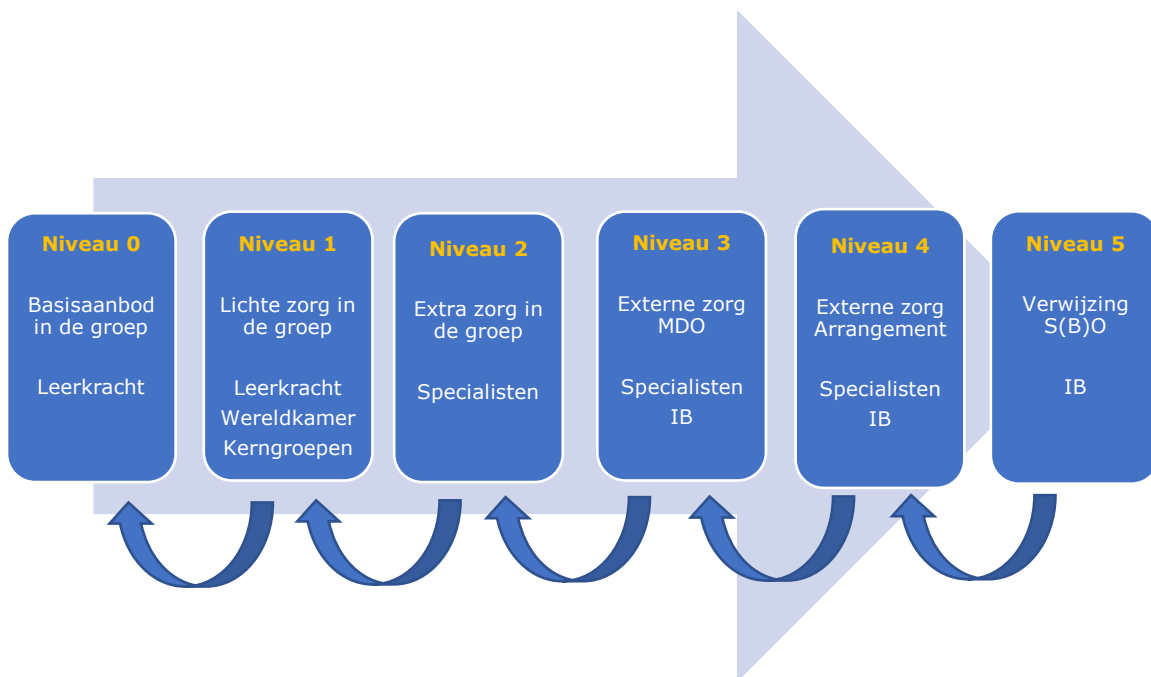 Niveau 0
Basisaanbod
in de groep
Leerkracht
Niveau 1
Lichte zorg in
de groep
Leerkracht
Wereldkamer
Kerngroepen
Niveau 2
Extra zorg in
de groep
Specialisten
Niveau 3
Externe zorg
MDO
Specialisten
IB
Niveau 4
Externe zorg
Arrangement
Specialisten
IB
Niveau 5
Verwijzing
S(B)O
IB